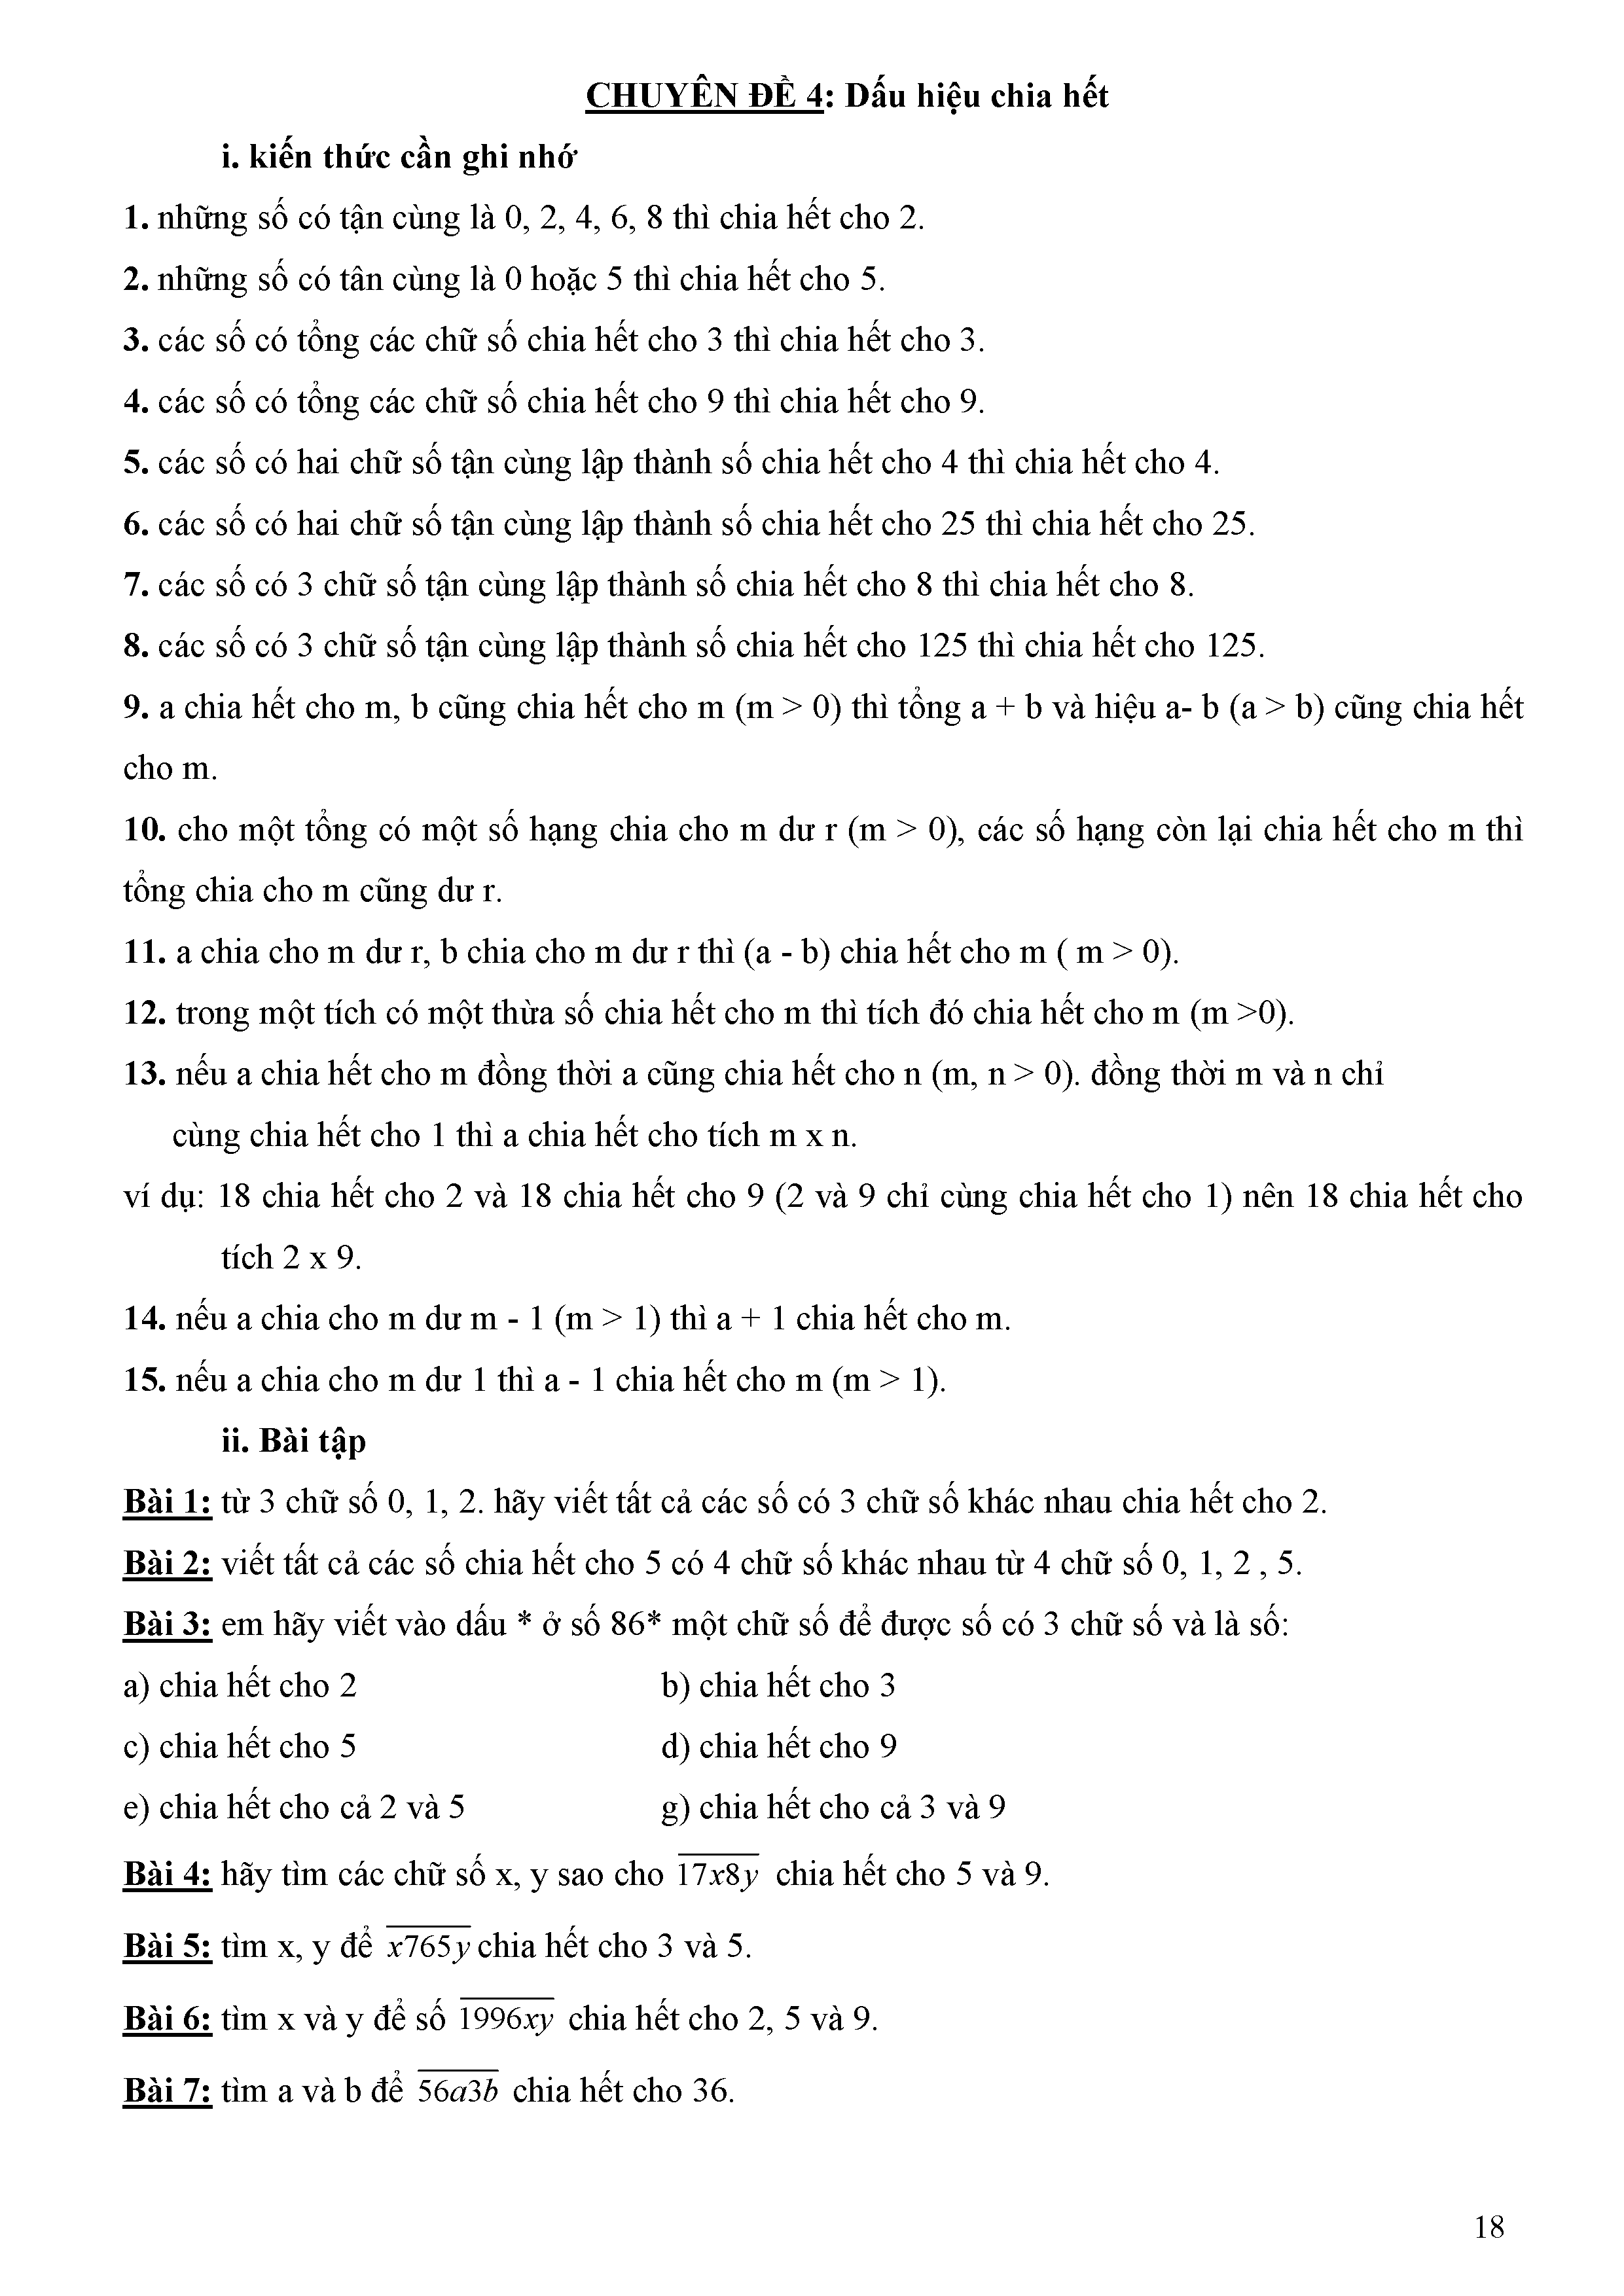 CHUYÊN ĐỀ 4: Dấu hiệu chia hết
i. kiến thức cần ghi nhớ
1. những số có tận cùng là 0, 2, 4, 6, 8 thì chia hết cho 2.
2. những số có tân cùng là 0 hoặc 5 thì chia hết cho 5.
3. các số có tổng các chữ số chia hết cho 3 thì chia hết cho 3.
4. các số có tổng các chữ số chia hết cho 9 thì chia hết cho 9.
5. các số có hai chữ số tận cùng lập thành số chia hết cho 4 thì chia hết cho 4.
6. các số có hai chữ số tận cùng lập thành số chia hết cho 25 thì chia hết cho 25.
7. các số có 3 chữ số tận cùng lập thành số chia hết cho 8 thì chia hết cho 8.
8. các số có 3 chữ số tận cùng lập thành số chia hết cho 125 thì chia hết cho 125.
9. a chia hết cho m, b cũng chia hết cho m (m > 0) thì tổng a + b và hiệu a- b (a > b) cũng chia hết
cho m.
10. cho một tổng có một số hạng chia cho m dư r (m > 0), các số hạng còn lại chia hết cho m thì
tổng chia cho m cũng dư r.
11. a chia cho m dư r, b chia cho m dư r thì (a - b) chia hết cho m ( m > 0).
12. trong một tích có một thừa số chia hết cho m thì tích đó chia hết cho m (m >0).
13. nếu a chia hết cho m đồng thời a cũng chia hết cho n (m, n > 0). đồng thời m và n chỉ
cùng chia hết cho 1 thì a chia hết cho tích m x n.
ví dụ: 18 chia hết cho 2 và 18 chia hết cho 9 (2 và 9 chỉ cùng chia hết cho 1) nên 18 chia hết cho
tích 2 x 9.
14. nếu a chia cho m dư m - 1 (m > 1) thì a + 1 chia hết cho m.
15. nếu a chia cho m dư 1 thì a - 1 chia hết cho m (m > 1).
ii. Bài tập
Bài 1: từ 3 chữ số 0, 1, 2. hãy viết tất cả các số có 3 chữ số khác nhau chia hết cho 2.
Bài 2: viết tất cả các số chia hết cho 5 có 4 chữ số khác nhau từ 4 chữ số 0, 1, 2 , 5.
Bài 3: em hãy viết vào dấu * ở số 86* một chữ số để được số có 3 chữ số và là số:
a) chia hết cho 2 b) chia hết cho 3
c) chia hết cho 5 d) chia hết cho 9
e) chia hết cho cả 2 và 5 g) chia hết cho cả 3 và 9
Bài 4: hãy tìm các chữ số x, y sao cho 17x8y chia hết cho 5 và 9.
Bài 5: tìm x, y để x765y chia hết cho 3 và 5.
Bài 6: tìm x và y để số 1996xy chia hết cho 2, 5 và 9.
Bài 7: tìm a và b để 56a3b chia hết cho 36.
18